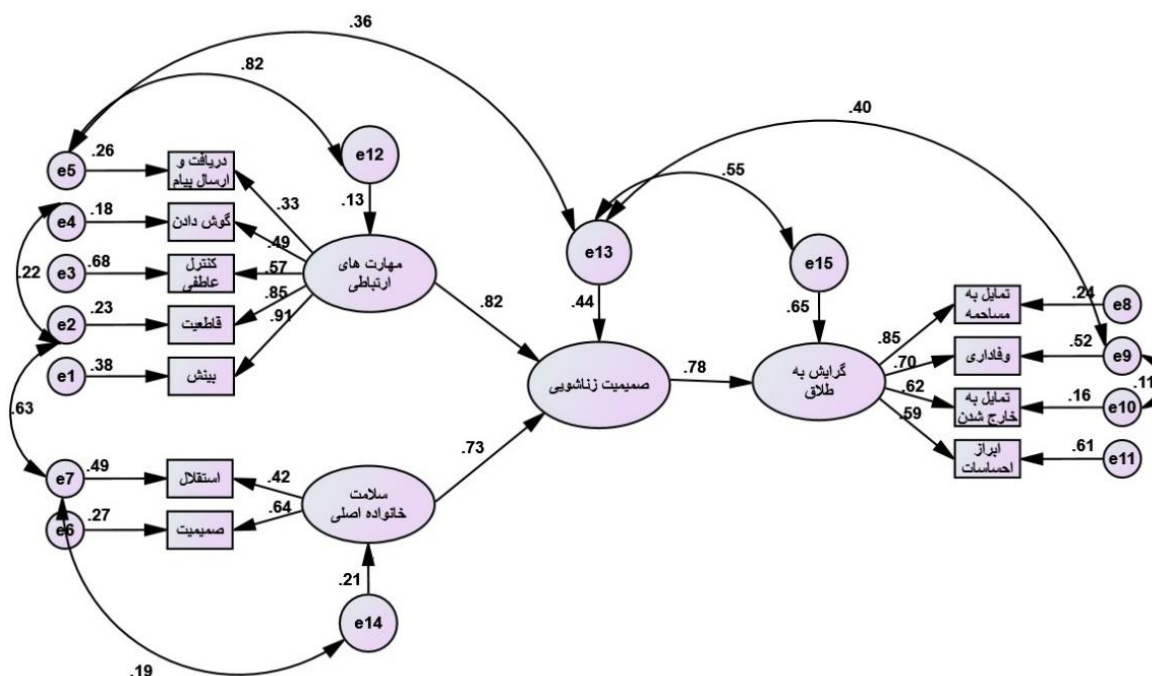 .36
.82
.40
.55
e5
.26
دریافت و
ارسال پیام
e12
.13
.33
e4
.18
گوش دادن
.49
e3
.68
کنترل
عاطفی
.57
.22
e2
.23
قاطعیت
.85
e1
.38
بینش
.91
مهارت های
ارتباطی
.82
e13
.44
صمیمیت زناشویی
.78
e15
.65
گرایش به
طلاق
.85
تمایل به
مسامحه
.24
e8
.70
وفاداری
.52
e9
.62
تمایل به
خارج شدن
.16
e10
.11
.59
ابراز
احساسات
.61
e11
.63
e7
.49
استقلال
.42
e6
.27
صمیمیت
.64
سلامت
خانواده اصلی
.73
.21
e14
.19